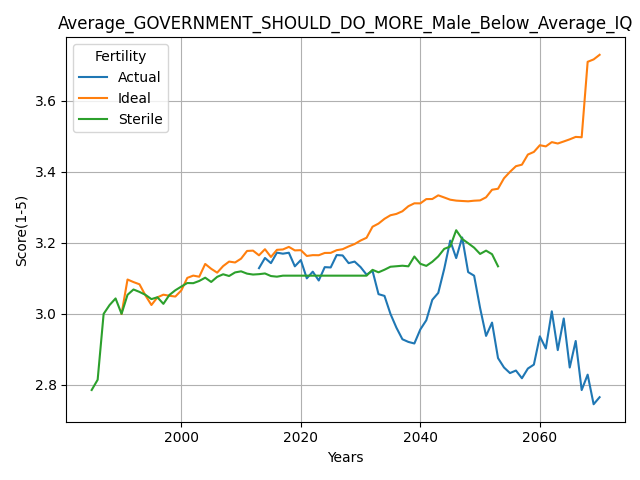 Average_GOVERNMENT_SHOULD_DO_MORE_Male_Below_Average_IQ
Fertility
Actual
Ideal
Sterile
3.6
3.4
3.2
3.0
2.8
Score(1-5)
2000
2020
2040
2060
Years